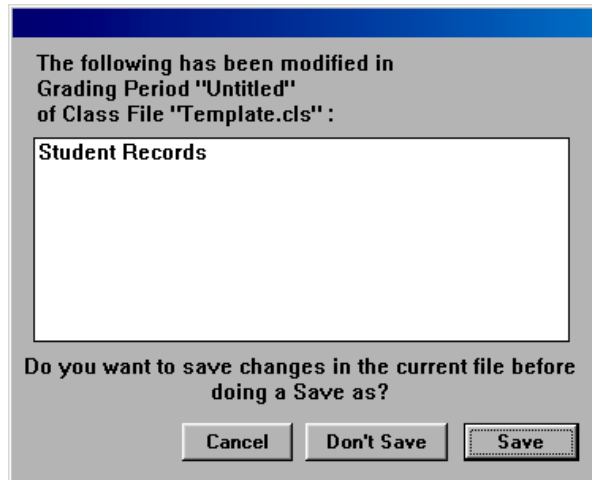 The following has been modified in
Grading Period "Untitled"
of Class File "Template.cls" :
Student Records
Do you want to save changes in the current file before
doing a Save as?
Cancel
Don't Save
Save